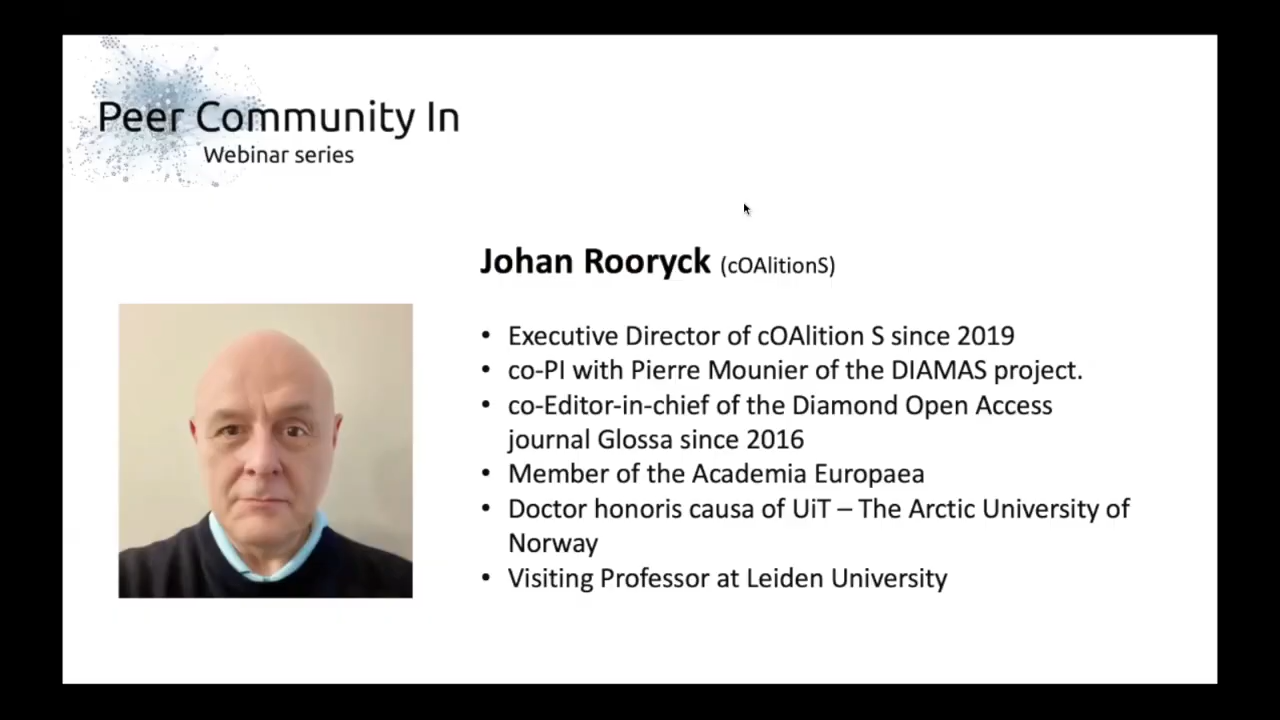 Peer Community In
Webinar series
Johan Rooryck (cOAlitionS)
• Executive Director of cOAlition S since 2019
• co-PI with Pierre Mounier of the DIAMAS project.
• co-Editor-in-chief of the Diamond Open Access
journal Glossa since 2016
• Member of the Academia Europaea
• Doctor honoris causa of UiT – The Arctic University of
Norway
• Visiting Professor at Leiden University